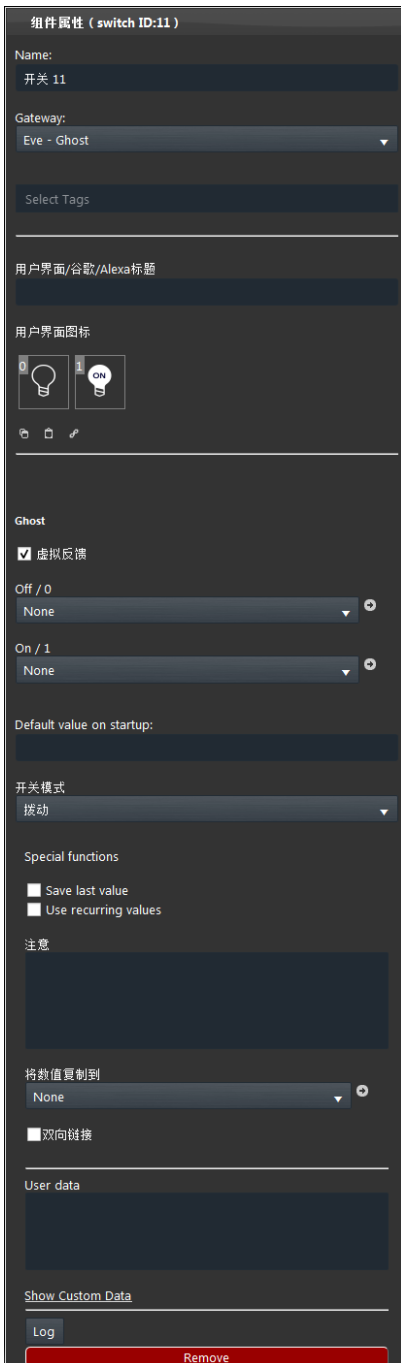 组件属性 ( switch ID:11 )
Name:
开关 11
Gateway:
Eve - Ghost
Select Tags
用户界面/谷歌/Alexa标题
用户界面图标
0
1
ON
Ghost
虚拟反馈
Off / 0
None
On / 1
None
Default value on startup:
开关模式
拨动
Special functions
Save last value
Use recurring values
注意
将数值复制到
None
双向链接
User data
Show Custom Data
Log
Remove